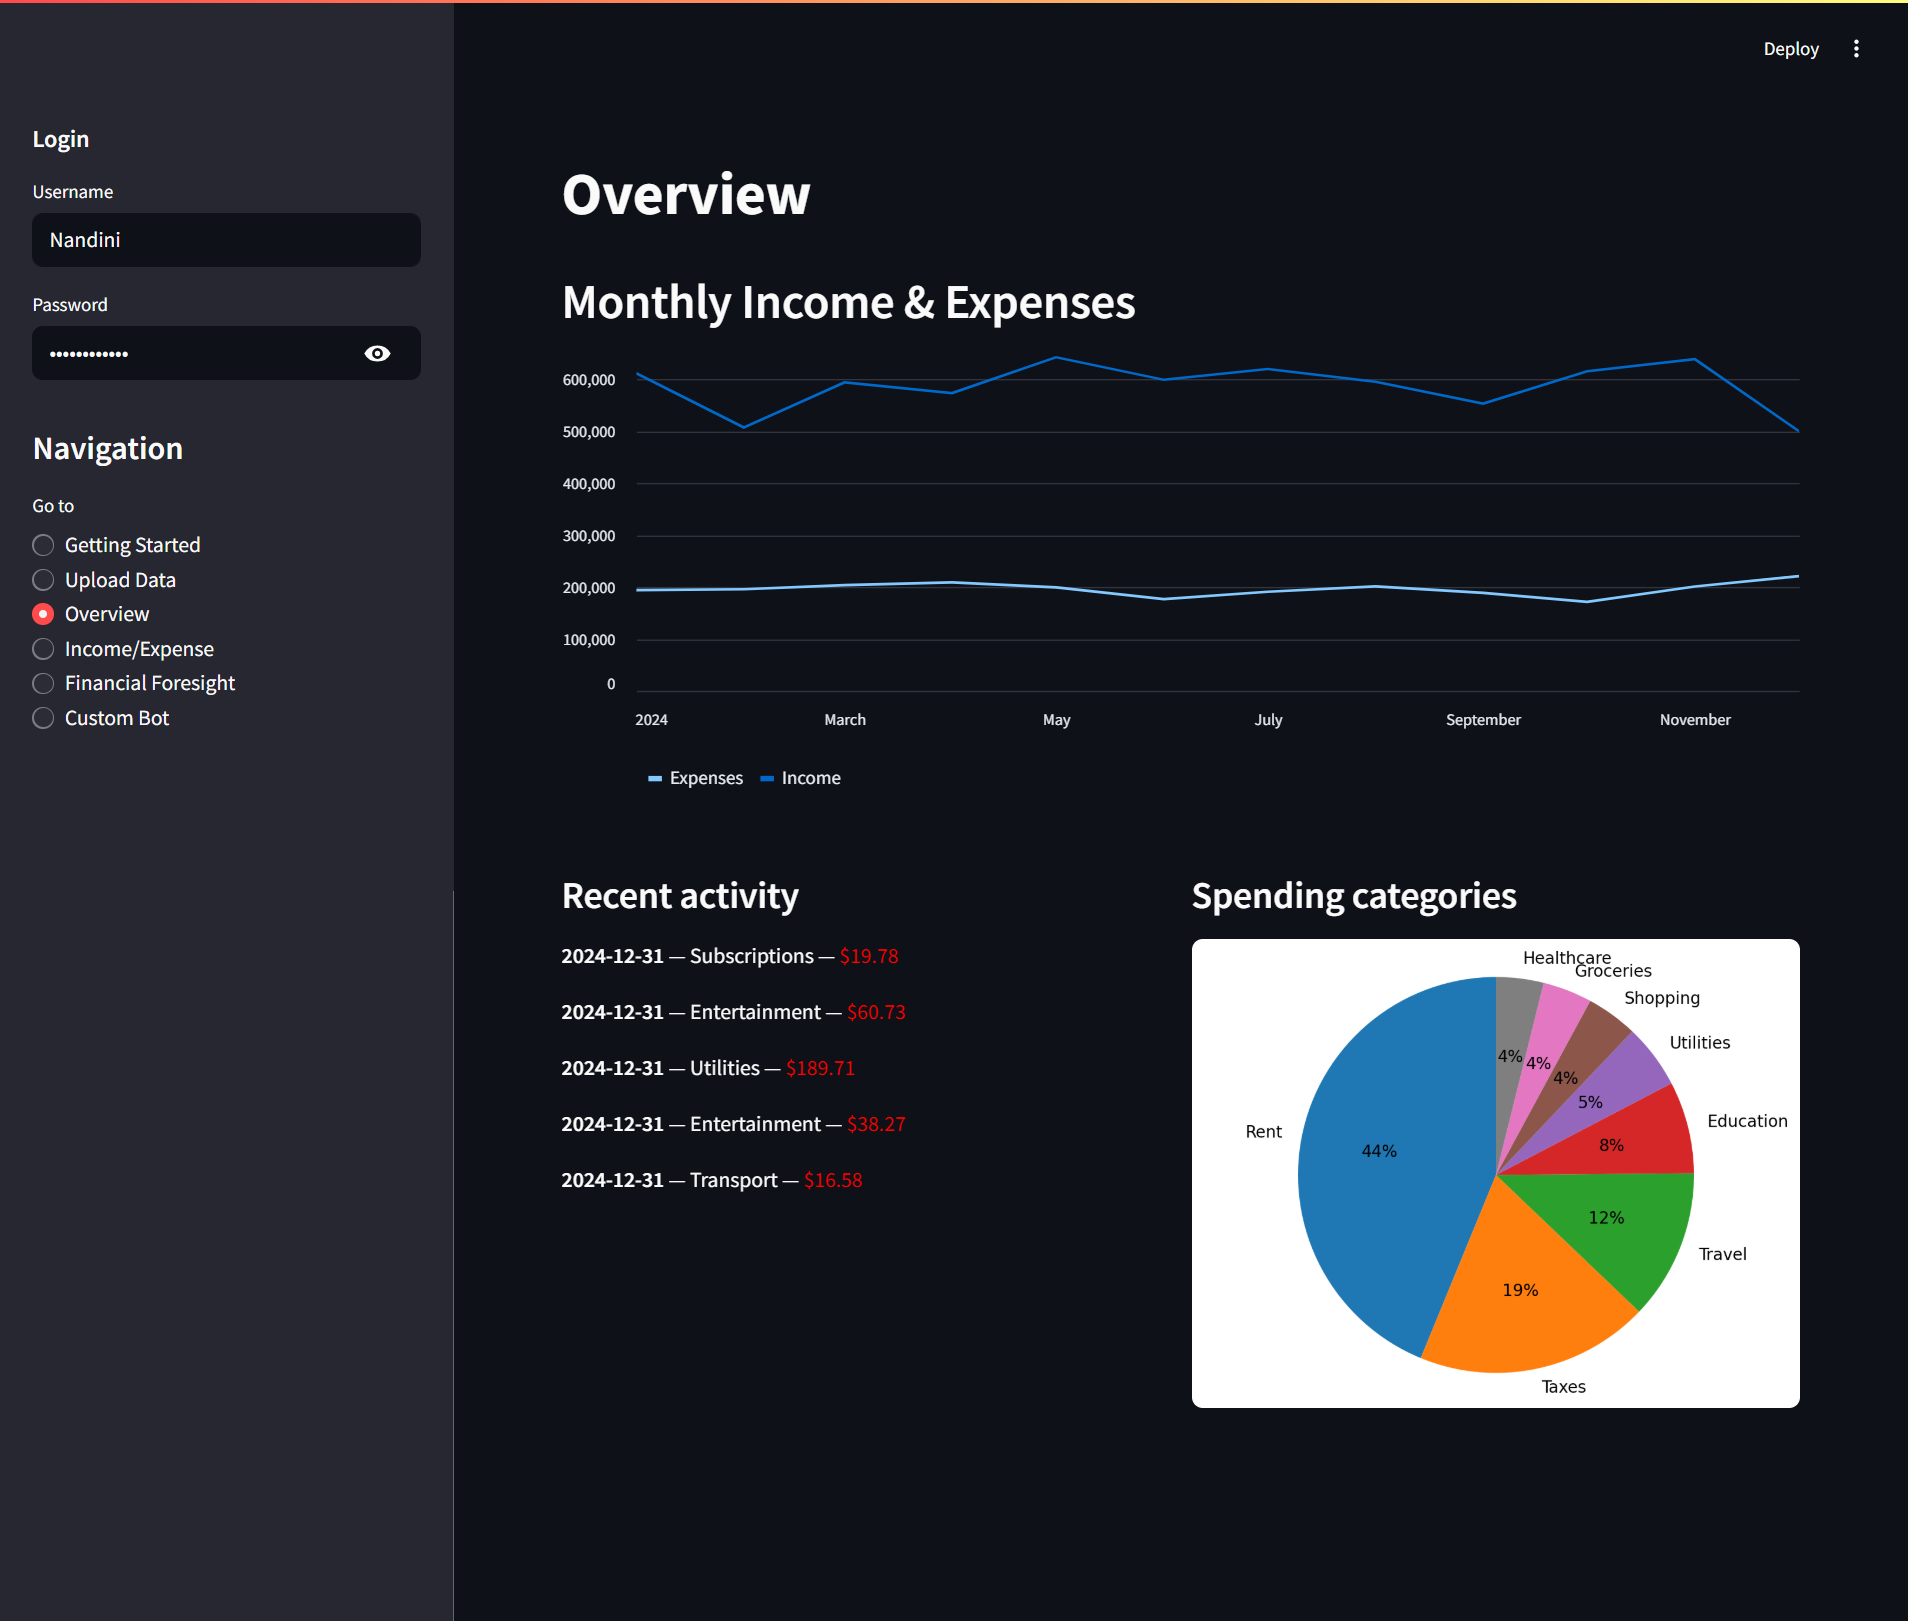 Deploy
Login
Username
Nandini
Password
••••••••••••
Navigation
Go to
Getting Started
Upload Data
Overview
Income/Expense
Financial Foresight
Custom Bot
Overview
Monthly Income & Expenses
600,000
500,000
400,000
300,000
200,000
100,000
0
2024 March May July September November
Expenses Income
Recent activity
2024-12-31 — Subscriptions — $19.78
2024-12-31 — Entertainment — $60.73
2024-12-31 — Utilities — $189.71
2024-12-31 — Entertainment — $38.27
2024-12-31 — Transport — $16.58
Spending categories
Healthcare
Groceries
Shopping
Utilities
Education
Travel
Taxes
Rent
4%
4%
4%
5%
8%
12%
19%
44%